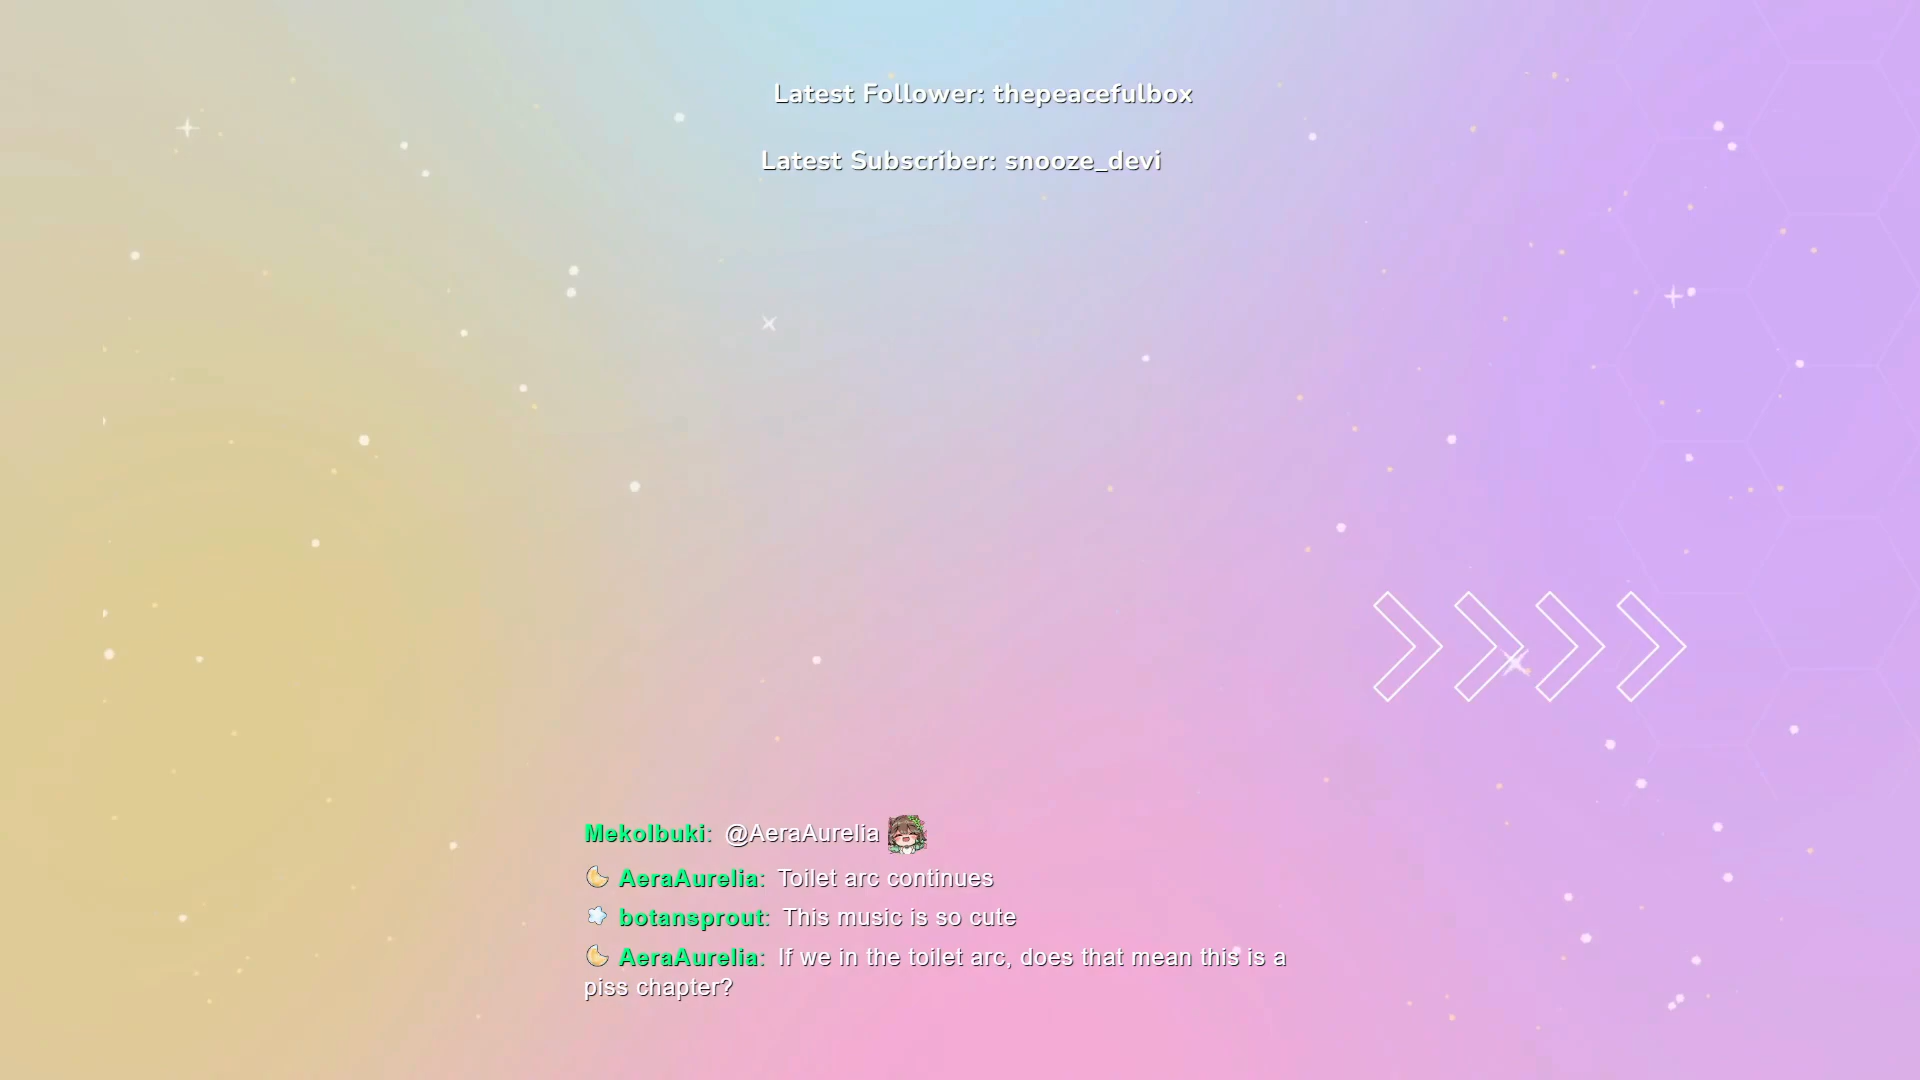 Latest Follower: thepeacefulbox
Latest Subscriber: snooze_devi
Mekolbuki: @AeraAurelia
AeraAurelia: Toilet arc continues
botansprout: This music is so cute
AeraAurelia: If we in the toilet arc, does that mean this is a
piss chapter?